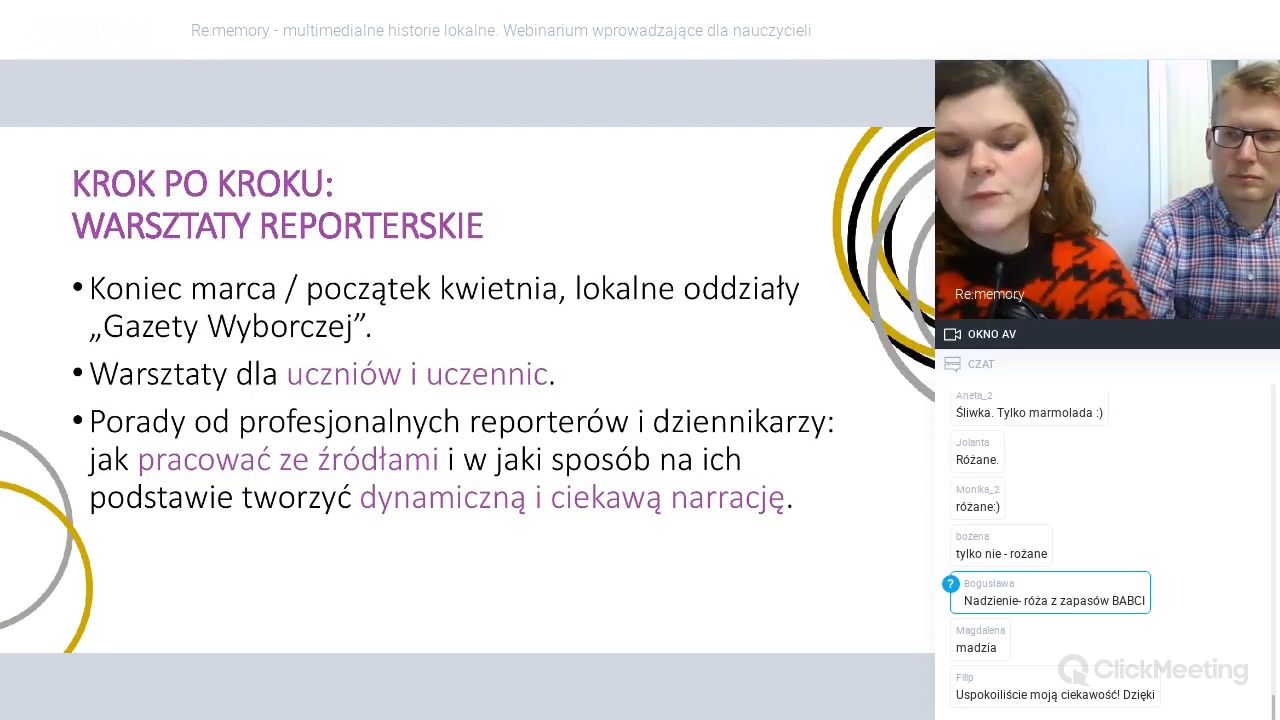 Re:memory - multimedialne historie lokalne. Webinarium wprowadzające dla nauczycieli
KROK PO KROKU:
WARSZTATY REPORTERSKIE
• Koniec marca / początek kwietnia, lokalne oddziały
„Gazety Wyborczej”.
• Warsztaty dla uczniów i uczennic.
• Porady od profesjonalnych reporterów i dziennikarzy:
jak pracować ze źródłami i w jaki sposób na ich
podstawie tworzyć dynamiczną i ciekawą narrację.
Re:memory
OKNO AV
CZAT
Aneta_2
Śliwka. Tylko marmolada :)
Jolanta
Różane.
Monika_2
różane:)
bożena
tylko nie - rożane
?
Bogusława
Nadzienie- róża z zapasów BABCI
Magdalena
madzia
ClickMeeting
Filip
Uspokoiliście moją ciekawość! Dzięki